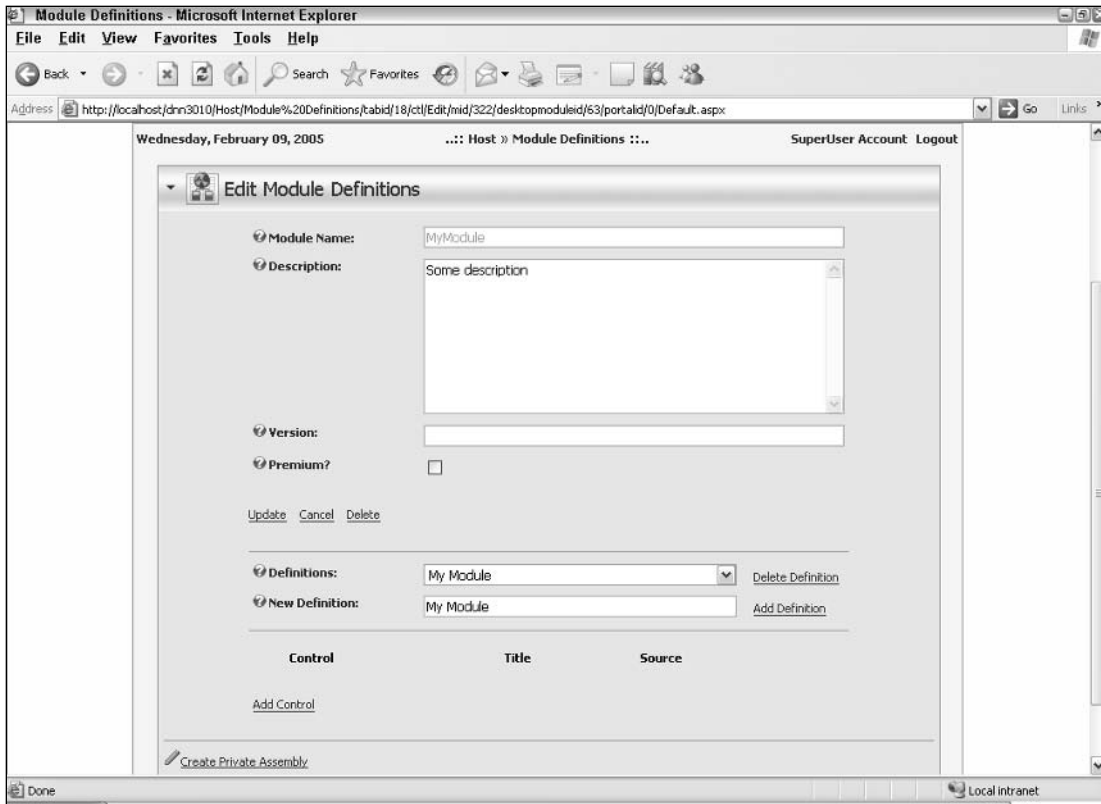 Module Definitions - Microsoft Internet Explorer
File Edit View Favorites Tools Help
Back Search Favorites
Address http://localhost/dnn3010/Host/Module%20Definitions/tabid/18/ctl/Edit/mid/322/desktopmoduleid/63/portalid/0/Default.aspx Go Links
Wednesday, February 09, 2005 ..:: Host » Module Definitions ::.. SuperUser Account Logout
Edit Module Definitions
Module Name: MyModule
Description: Some description
Version:
Premium?
Update Cancel Delete
Definitions: My Module Delete Definition
New Definition: My Module Add Definition
Control Title Source
Add Control
Create Private Assembly
Done Local intranet